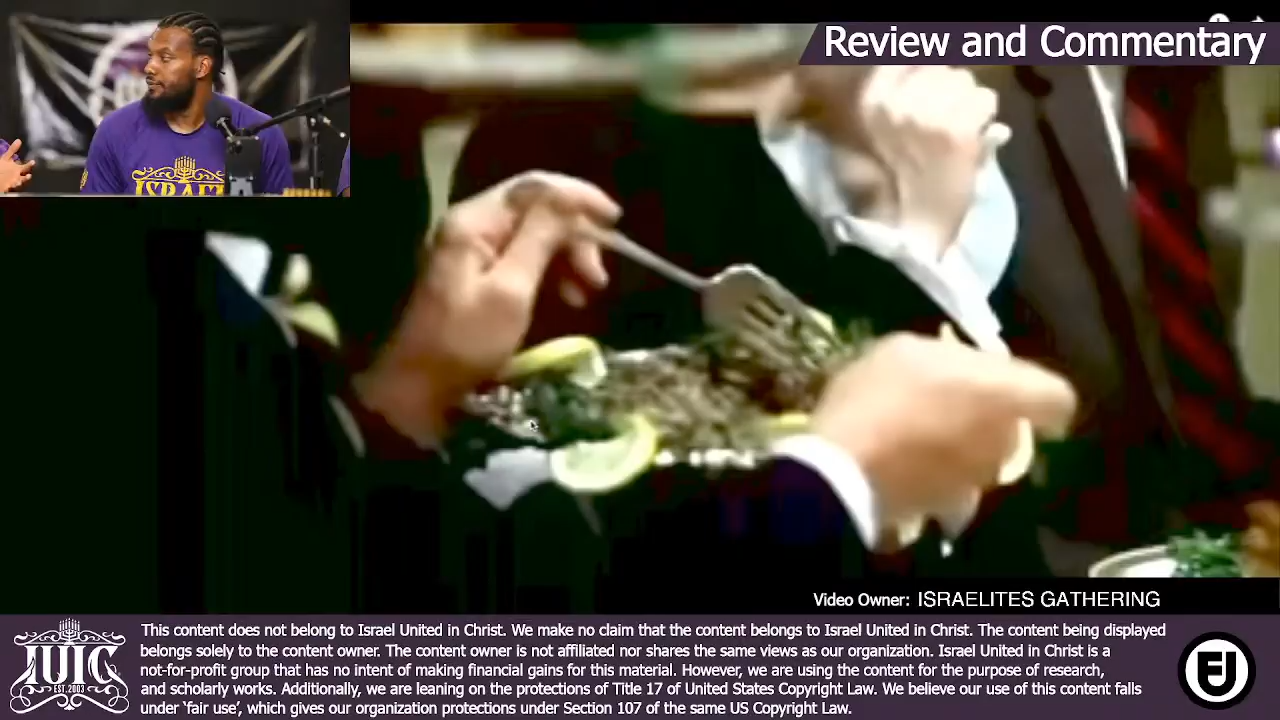 Review and Commentary
ISRAEL
Video Owner: ISRAELITES GATHERING
IUIC
EST. 2003
This content does not belong to Israel United in Christ. We make no claim that the content belongs to Israel United in Christ. The content being displayed
belongs solely to the content owner. The content owner is not affiliated nor shares the same views as our organization. Israel United in Christ is a
not-for-profit group that has no intent of making financial gains for this material. However, we are using the content for the purpose of research,
and scholarly works. Additionally, we are leaning on the protections of Title 17 of United States Copyright Law. We believe our use of this content falls
under 'fair use', which gives our organization protections under Section 107 of the same US Copyright Law.